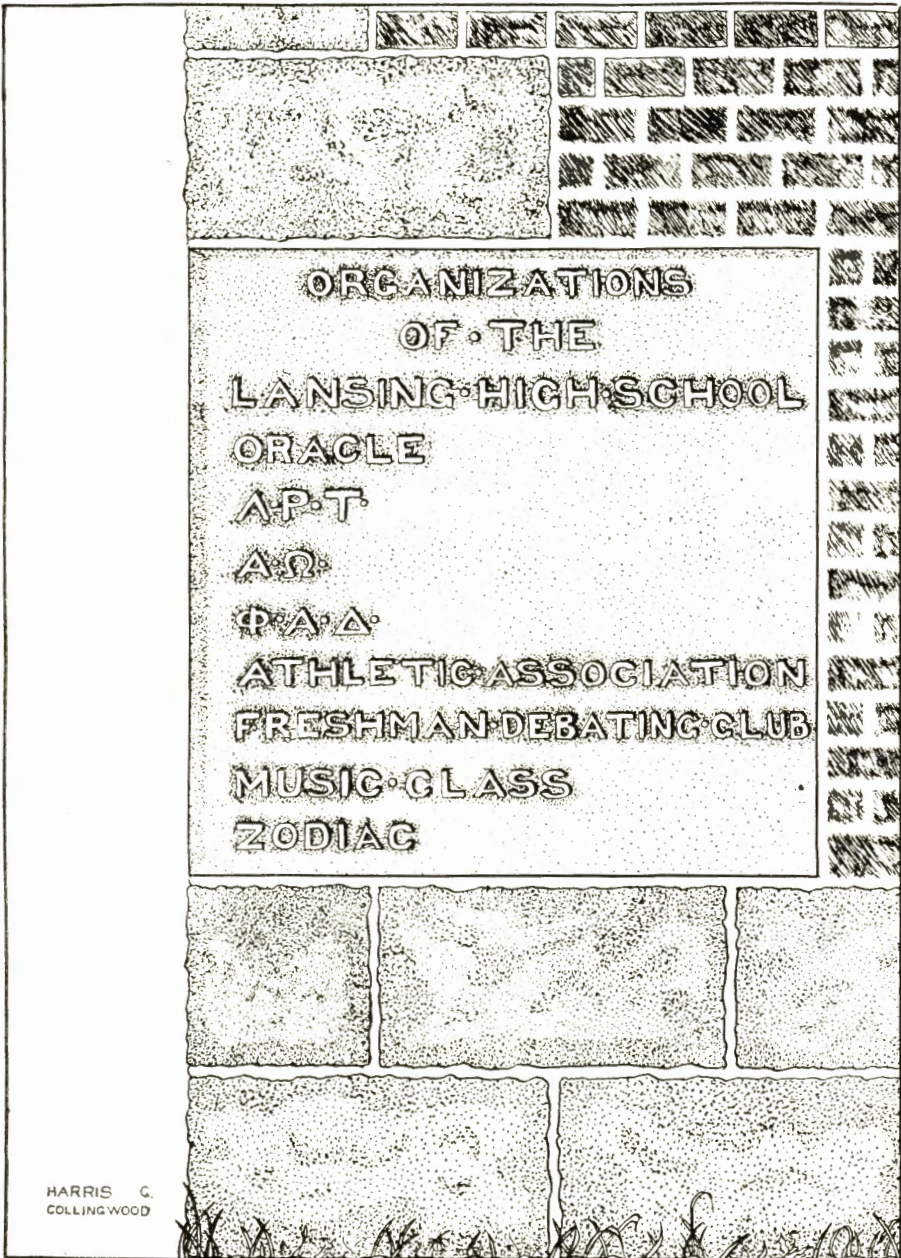 ORGANIZATIONS
OF · THE
LANSING·HIGH·SCHOOL
ORACLE
Λ·Ρ·Τ·
Α·Ω·
Φ·Α·Δ·
ATHLETIC·ASSOCIATION
FRESHMAN·DEBATING·CLUB
MUSIC·CLASS
ZODIAC
HARRIS G.
COLLINGWOOD